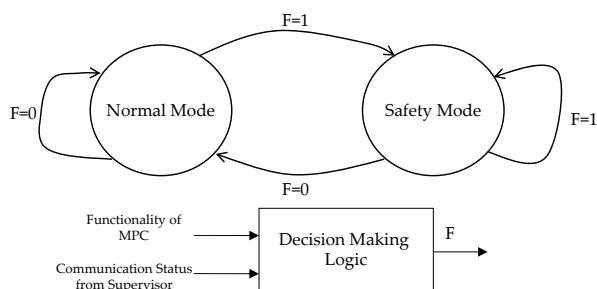 F=1
Normal Mode
Safety Mode
F=0
F=1
F=0
Functionality of
MPC
Decision Making
Logic
F
Communication Status
from Supervisor